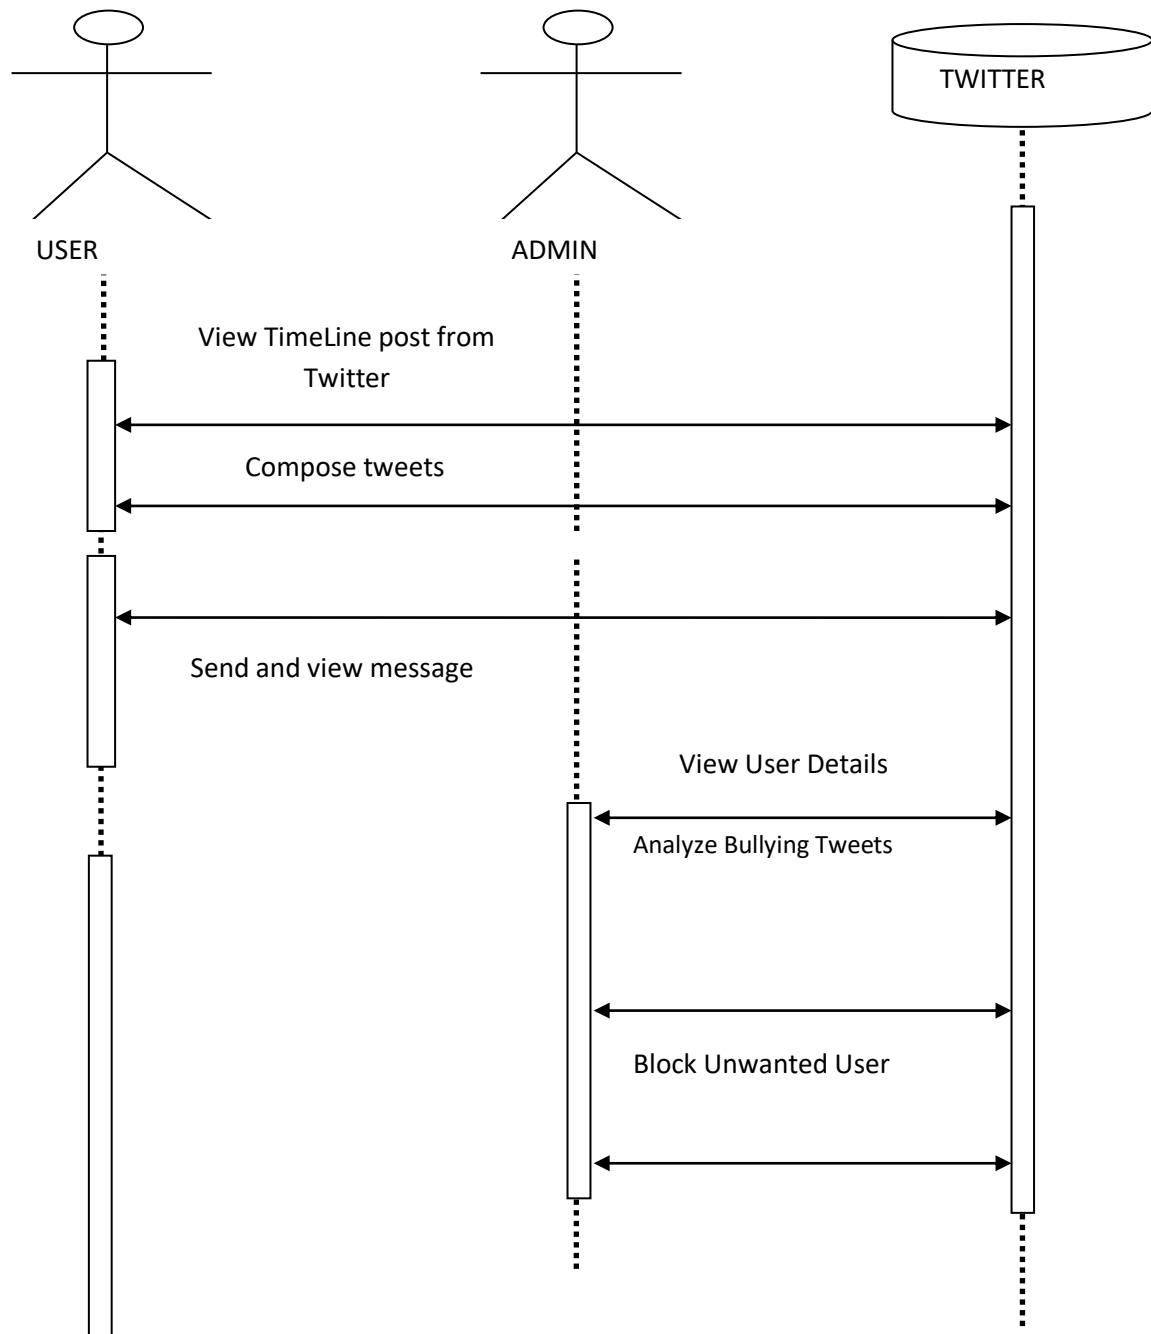 TWITTER
USER
ADMIN
View TimeLine post from
Twitter
Compose tweets
Send and view message
View User Details
Analyze Bullying Tweets
Block Unwanted User